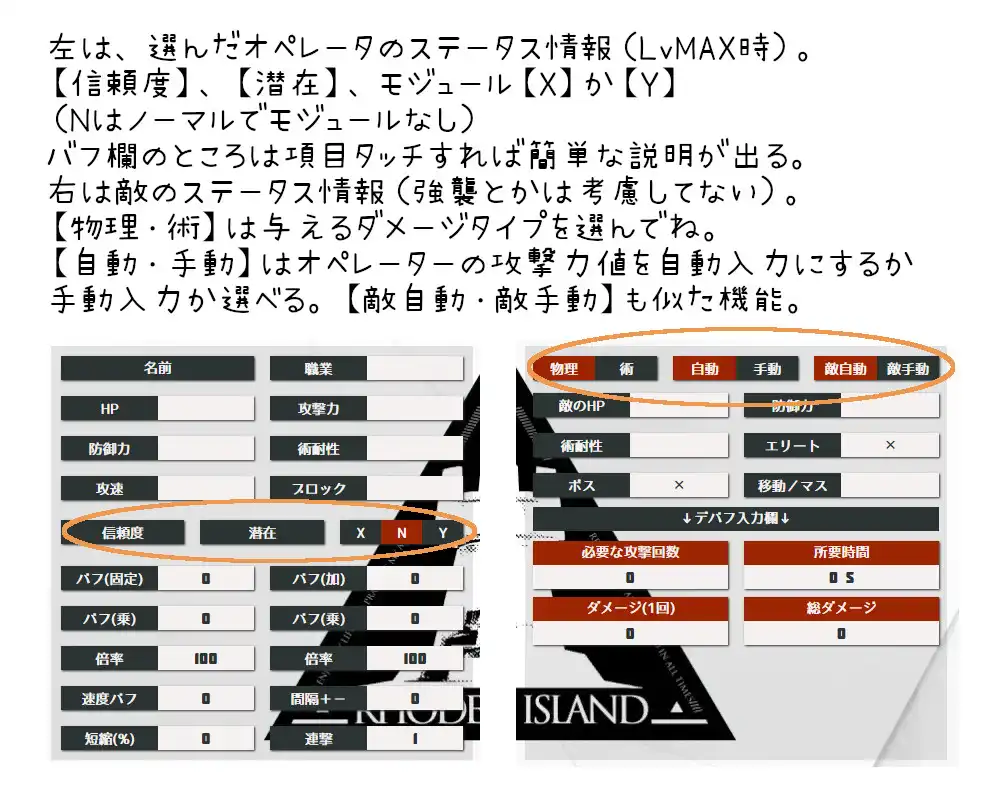 左は、選んだオペレータのステータス情報（LvMAX時）。
【信頼度】、【潜在】、モジュール【X】か【Y】
（Nはノーマルでモジュールなし）
バフ欄のところは項目タッチすれば簡単な説明が出る。
右は敵のステータス情報（強襲とかは考慮してない）。
【物理・術】は与えるダメージタイプを選んでね。
【自動・手動】はオペレーターの攻撃力値を自動入力にするか
手動入力か選べる。【敵自動・敵手動】も似た機能。
名前 職業
HP 攻撃力
防御力 術耐性
攻速 ブロック
信頼度 潜在 X N Y
バフ(固定) 0 バフ(加) 0
バフ(乗) 0 バフ(乗) 0
倍率 100 倍率 100
速度バフ 0 間隔＋－ 0
短縮(%) 0 連撃 1
物理 術 自動 手動 敵自動 敵手動
敵のHP 防御力
術耐性 エリート ×
ボス × 移動／マス
↓デバフ入力欄↓
必要な攻撃回数 所要時間
0 0 S
ダメージ(1回) 総ダメージ
0 0
RHODE ISLAND